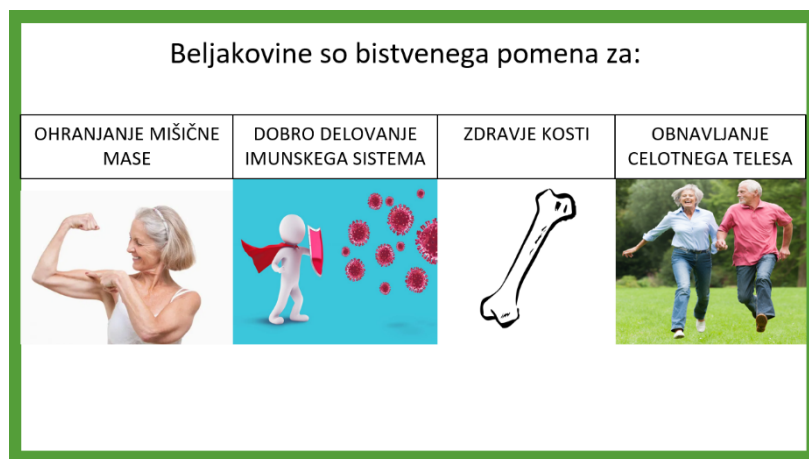 Beljakovine so bistvenega pomena za:
OHRANJANJE MIŠIČNE
MASE
DOBRO DELOVANJE
IMUNSKEGA SISTEMA
ZDRAVJE KOSTI
OBNAVLJANJE
CELOTNEGA TELESA